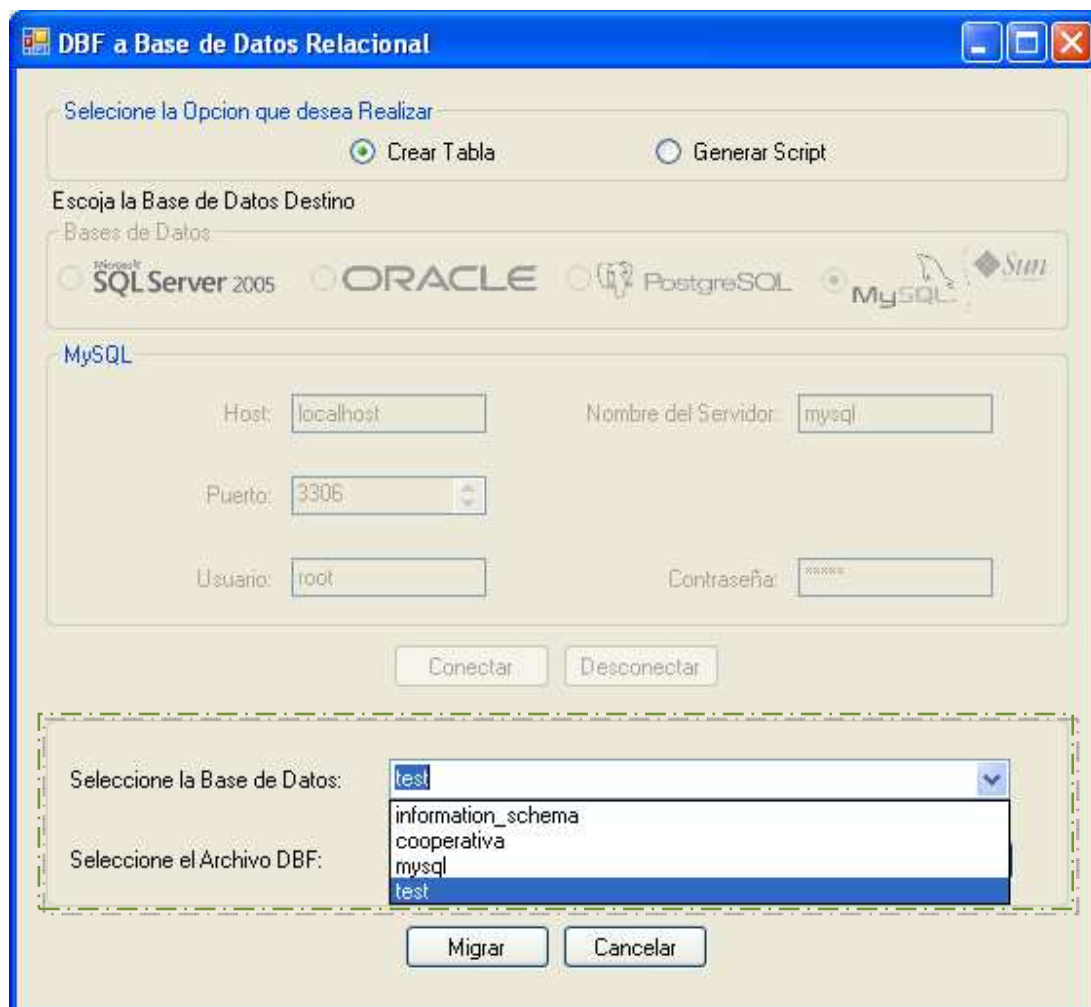 DBF a Base de Datos Relacional
Selecione la Opcion que desea Realizar
Crear Tabla Generar Script
Escoja la Base de Datos Destino
Bases de Datos
Microsoft SQL Server 2005 ORACLE PostgreSQL MySQL Sun
MySQL
Host: localhost Nombre del Servidor: mysql
Puerto: 3306
Usuario: root Contraseña: *****
Conectar Desconectar
Seleccione la Base de Datos: test
information_schema
cooperativa
Seleccione el Archivo DBF: mysql
test
Migrar Cancelar